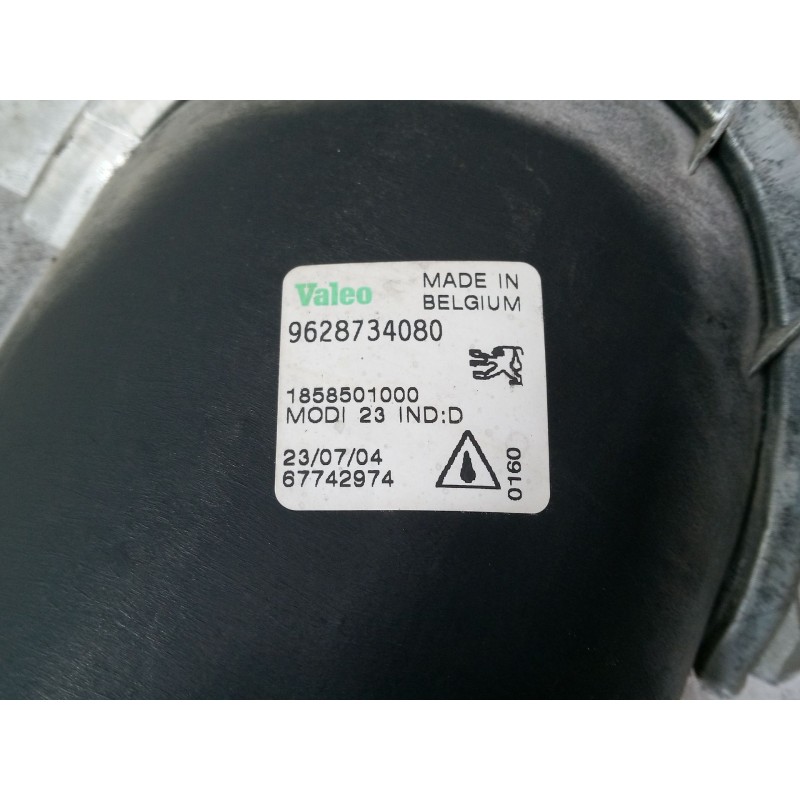 Valeo
MADE IN
BELGIUM
9628734080
1858501000
MODI 23 IND:D
23/07/04
67742974
0160